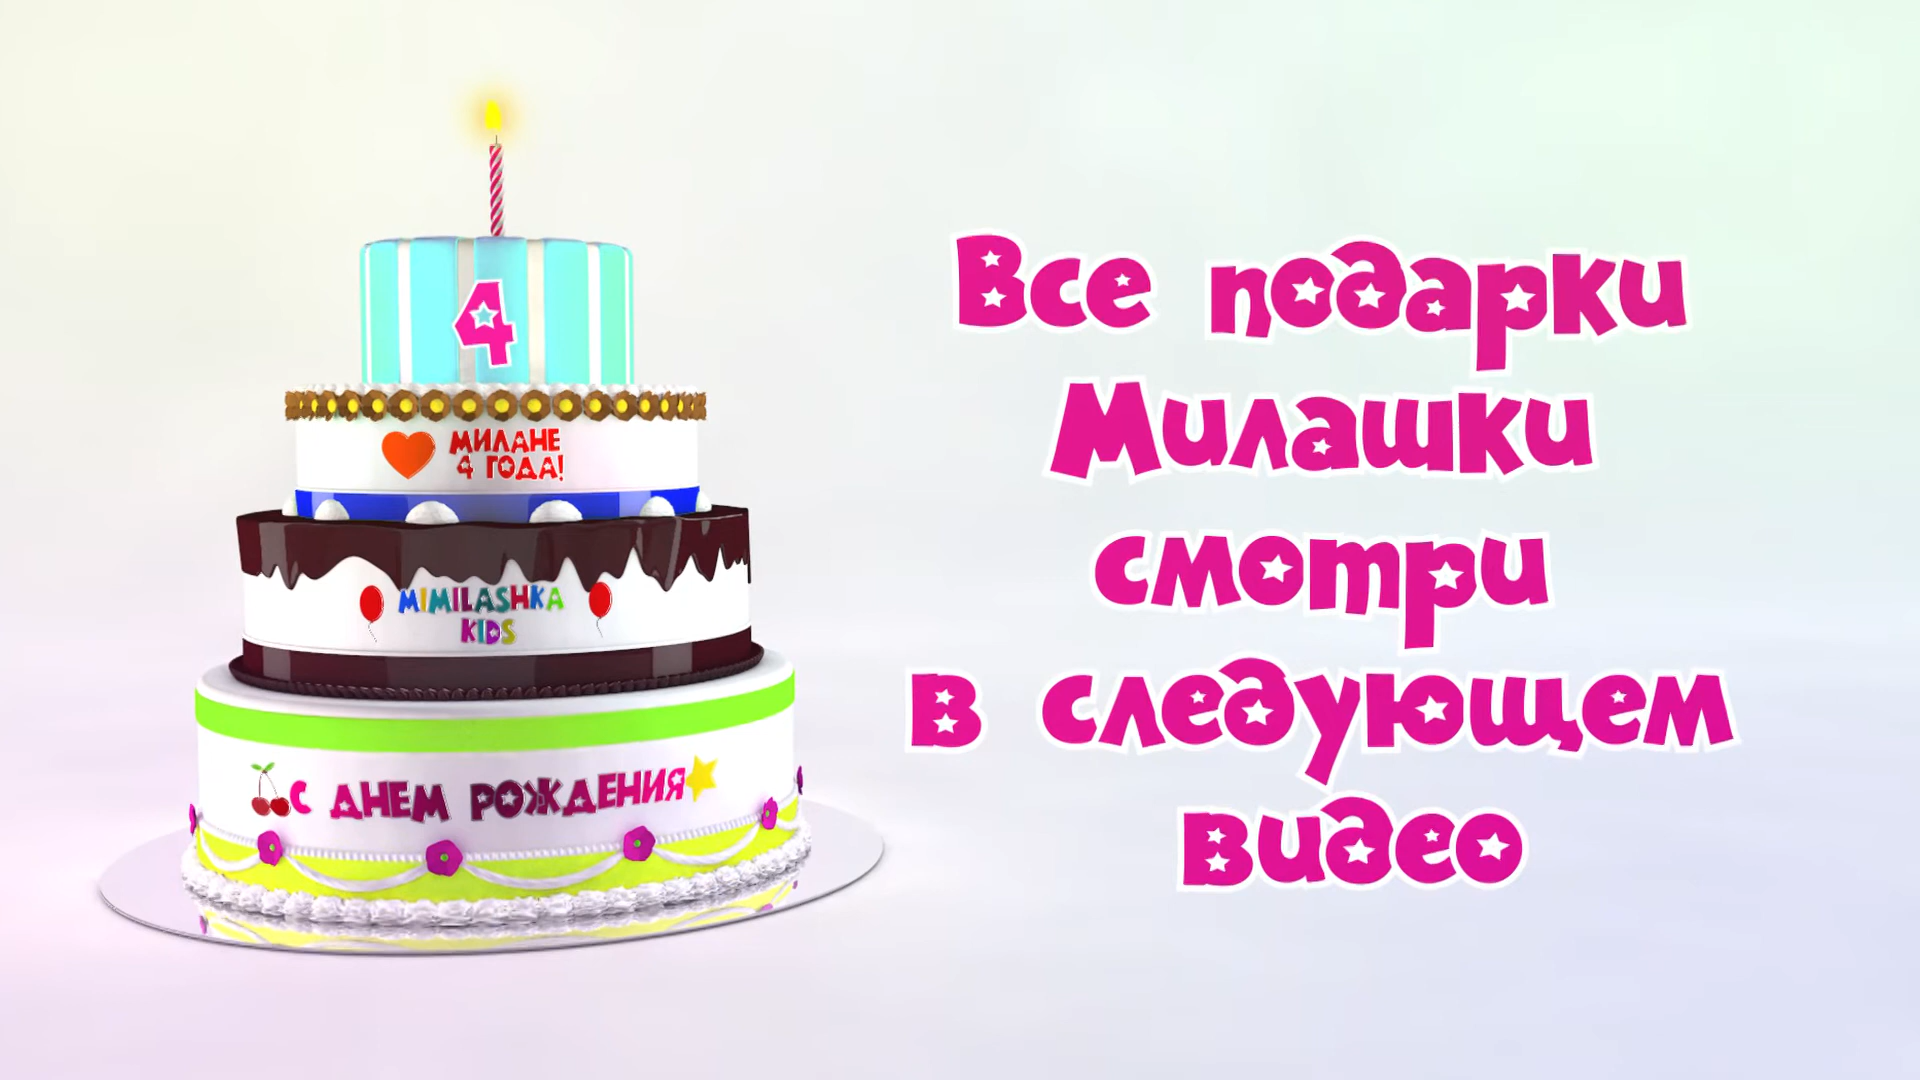 4
МИЛАНЕ
4 ГОДА!
MIMILASHKA
KIDS
С ДНЕМ РОЖДЕНИЯ
Все подарки
Милашки
смотри
в следующем
видео